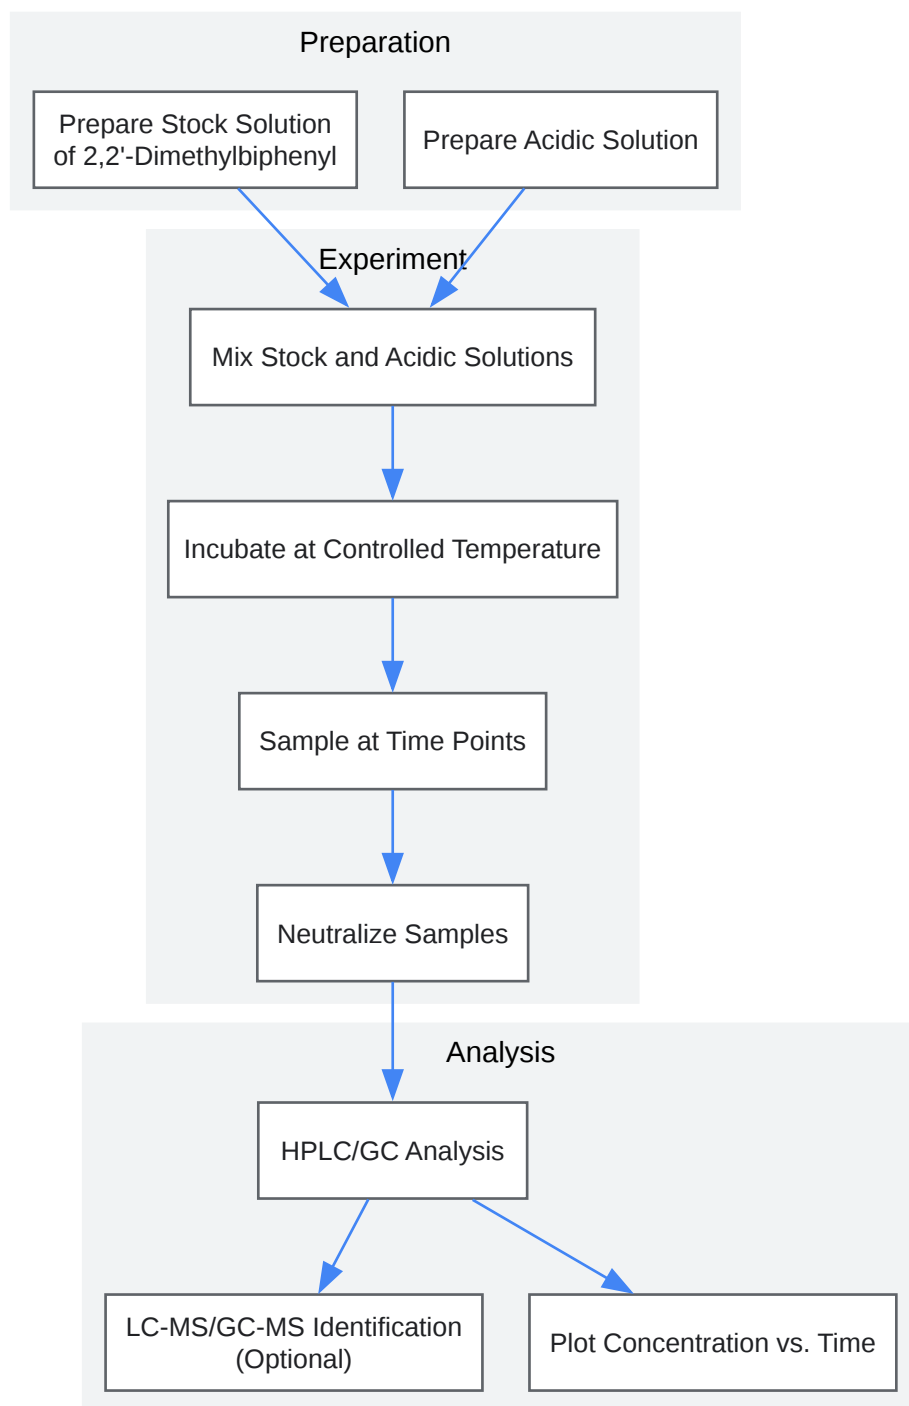 Preparation
Prepare Stock Solution
of 2,2'-Dimethylbiphenyl
Prepare Acidic Solution
Experiment
Mix Stock and Acidic Solutions
Incubate at Controlled Temperature
Sample at Time Points
Neutralize Samples
Analysis
HPLC/GC Analysis
LC-MS/GC-MS Identification
(Optional)
Plot Concentration vs. Time